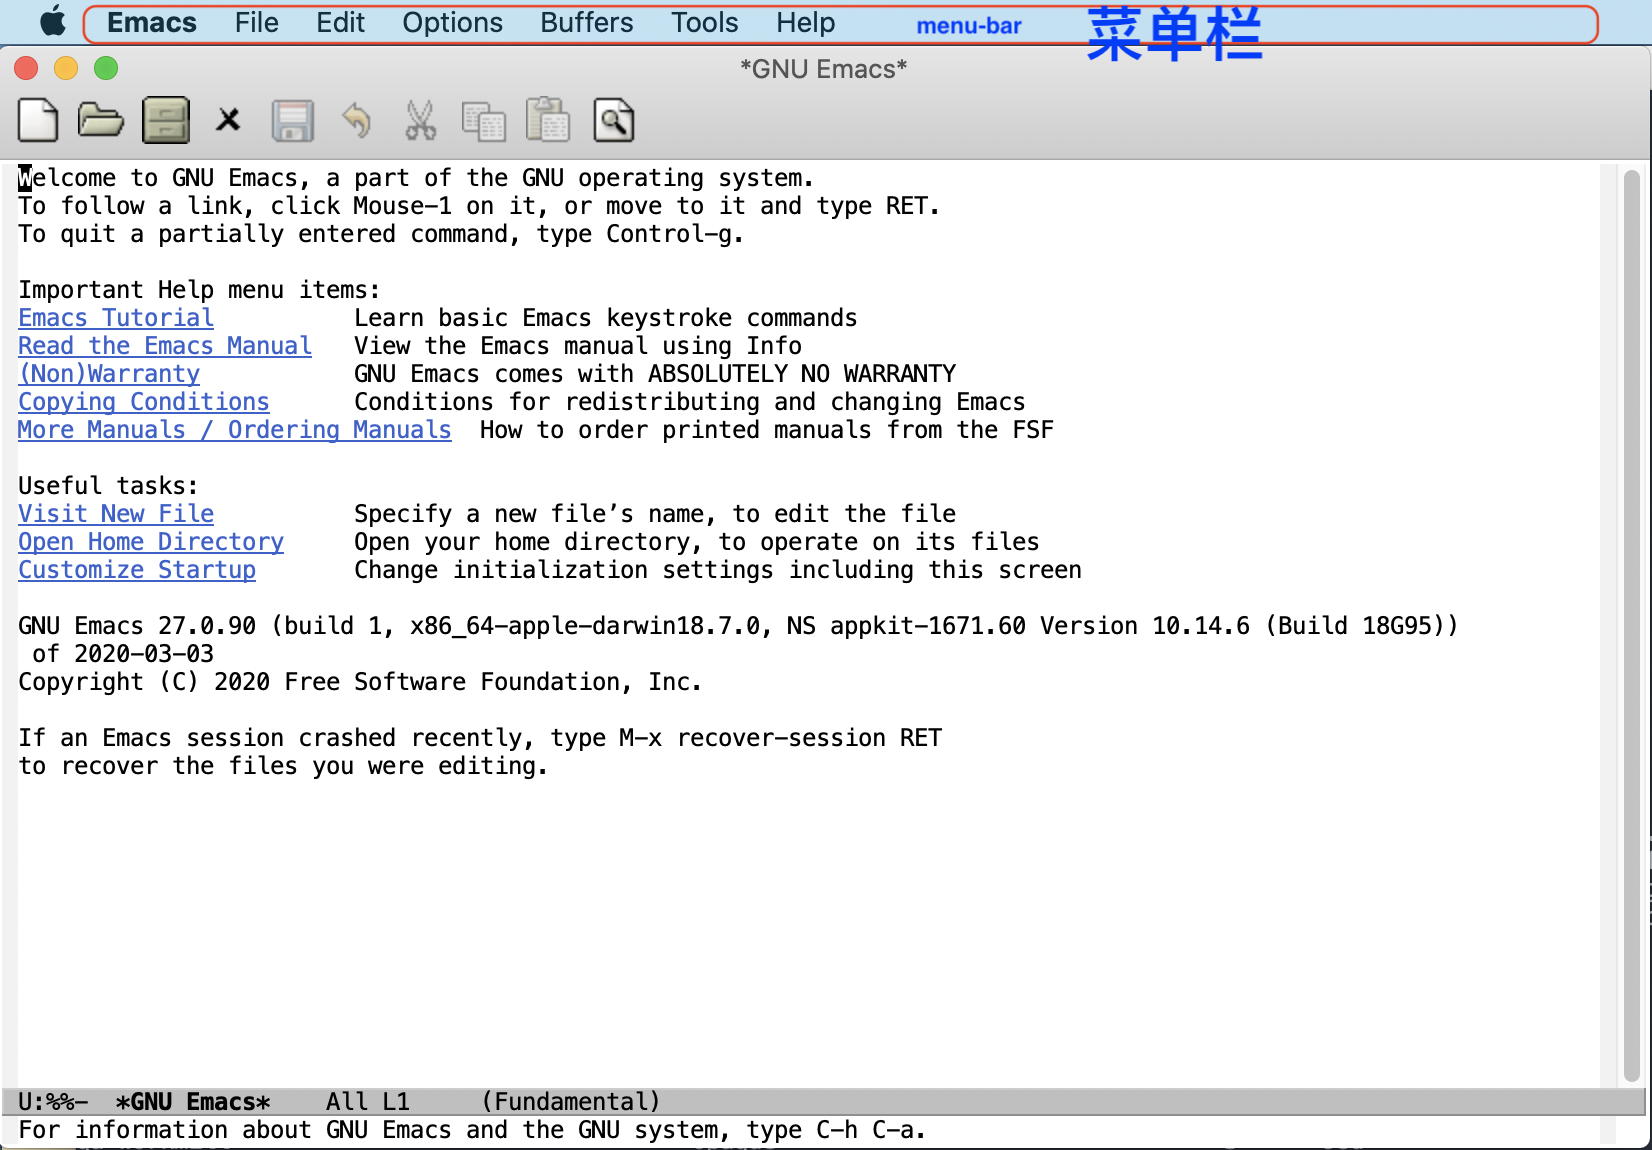 Emacs File Edit Options Buffers Tools Help menu-bar 菜单栏
*GNU Emacs*
Welcome to GNU Emacs, a part of the GNU operating system.
To follow a link, click Mouse-1 on it, or move to it and type RET.
To quit a partially entered command, type Control-g.
Important Help menu items:
Emacs Tutorial Learn basic Emacs keystroke commands
Read the Emacs Manual View the Emacs manual using Info
(Non)Warranty GNU Emacs comes with ABSOLUTELY NO WARRANTY
Copying Conditions Conditions for redistributing and changing Emacs
More Manuals / Ordering Manuals How to order printed manuals from the FSF
Useful tasks:
Visit New File Specify a new file’s name, to edit the file
Open Home Directory Open your home directory, to operate on its files
Customize Startup Change initialization settings including this screen
GNU Emacs 27.0.90 (build 1, x86_64-apple-darwin18.7.0, NS appkit-1671.60 Version 10.14.6 (Build 18G95))
of 2020-03-03
Copyright (C) 2020 Free Software Foundation, Inc.
If an Emacs session crashed recently, type M-x recover-session RET
to recover the files you were editing.
U:%%- *GNU Emacs* All L1 (Fundamental)
For information about GNU Emacs and the GNU system, type C-h C-a.